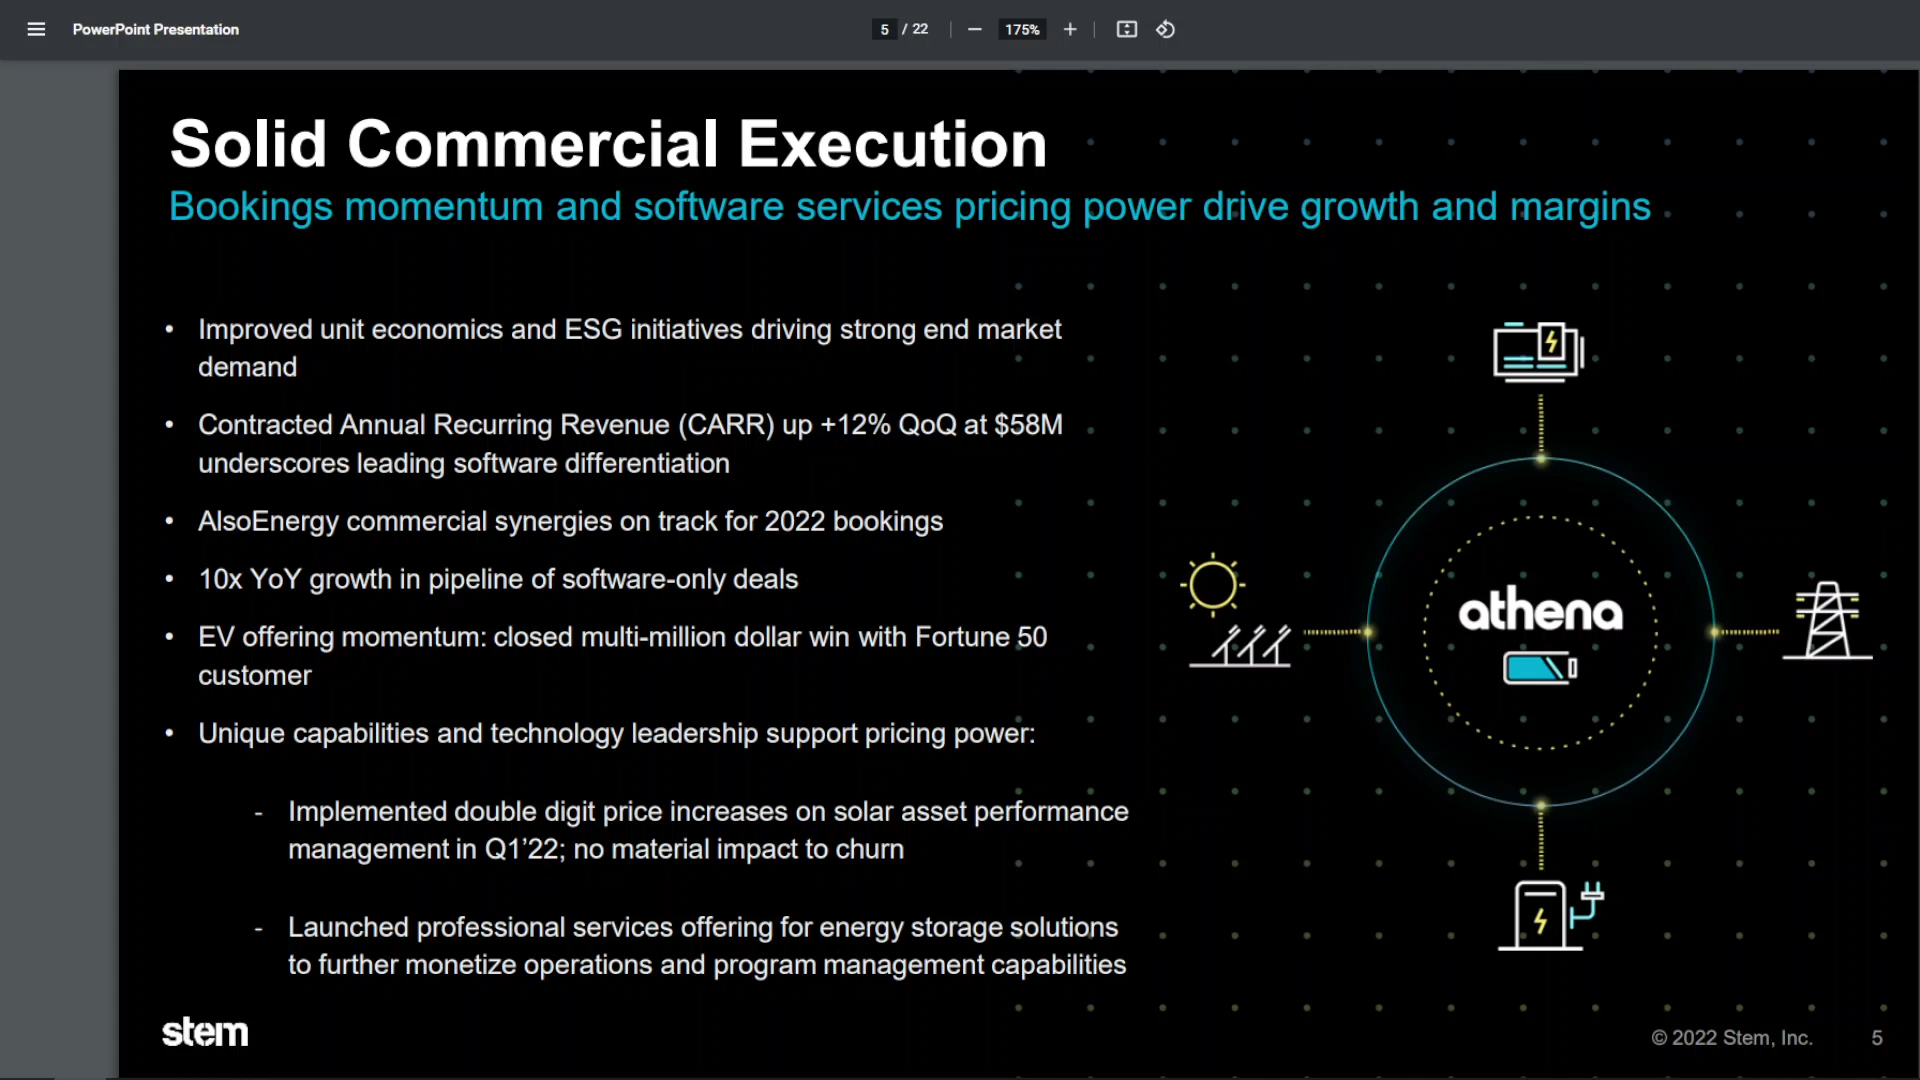 PowerPoint Presentation
5 / 22
175%
Solid Commercial Execution
Bookings momentum and software services pricing power drive growth and margins
• Improved unit economics and ESG initiatives driving strong end market
demand
• Contracted Annual Recurring Revenue (CARR) up +12% QoQ at $58M
underscores leading software differentiation
• AlsoEnergy commercial synergies on track for 2022 bookings
• 10x YoY growth in pipeline of software-only deals
• EV offering momentum: closed multi-million dollar win with Fortune 50
customer
• Unique capabilities and technology leadership support pricing power:
- Implemented double digit price increases on solar asset performance
management in Q1’22; no material impact to churn
- Launched professional services offering for energy storage solutions
to further monetize operations and program management capabilities
athena
stem
© 2022 Stem, Inc.
5